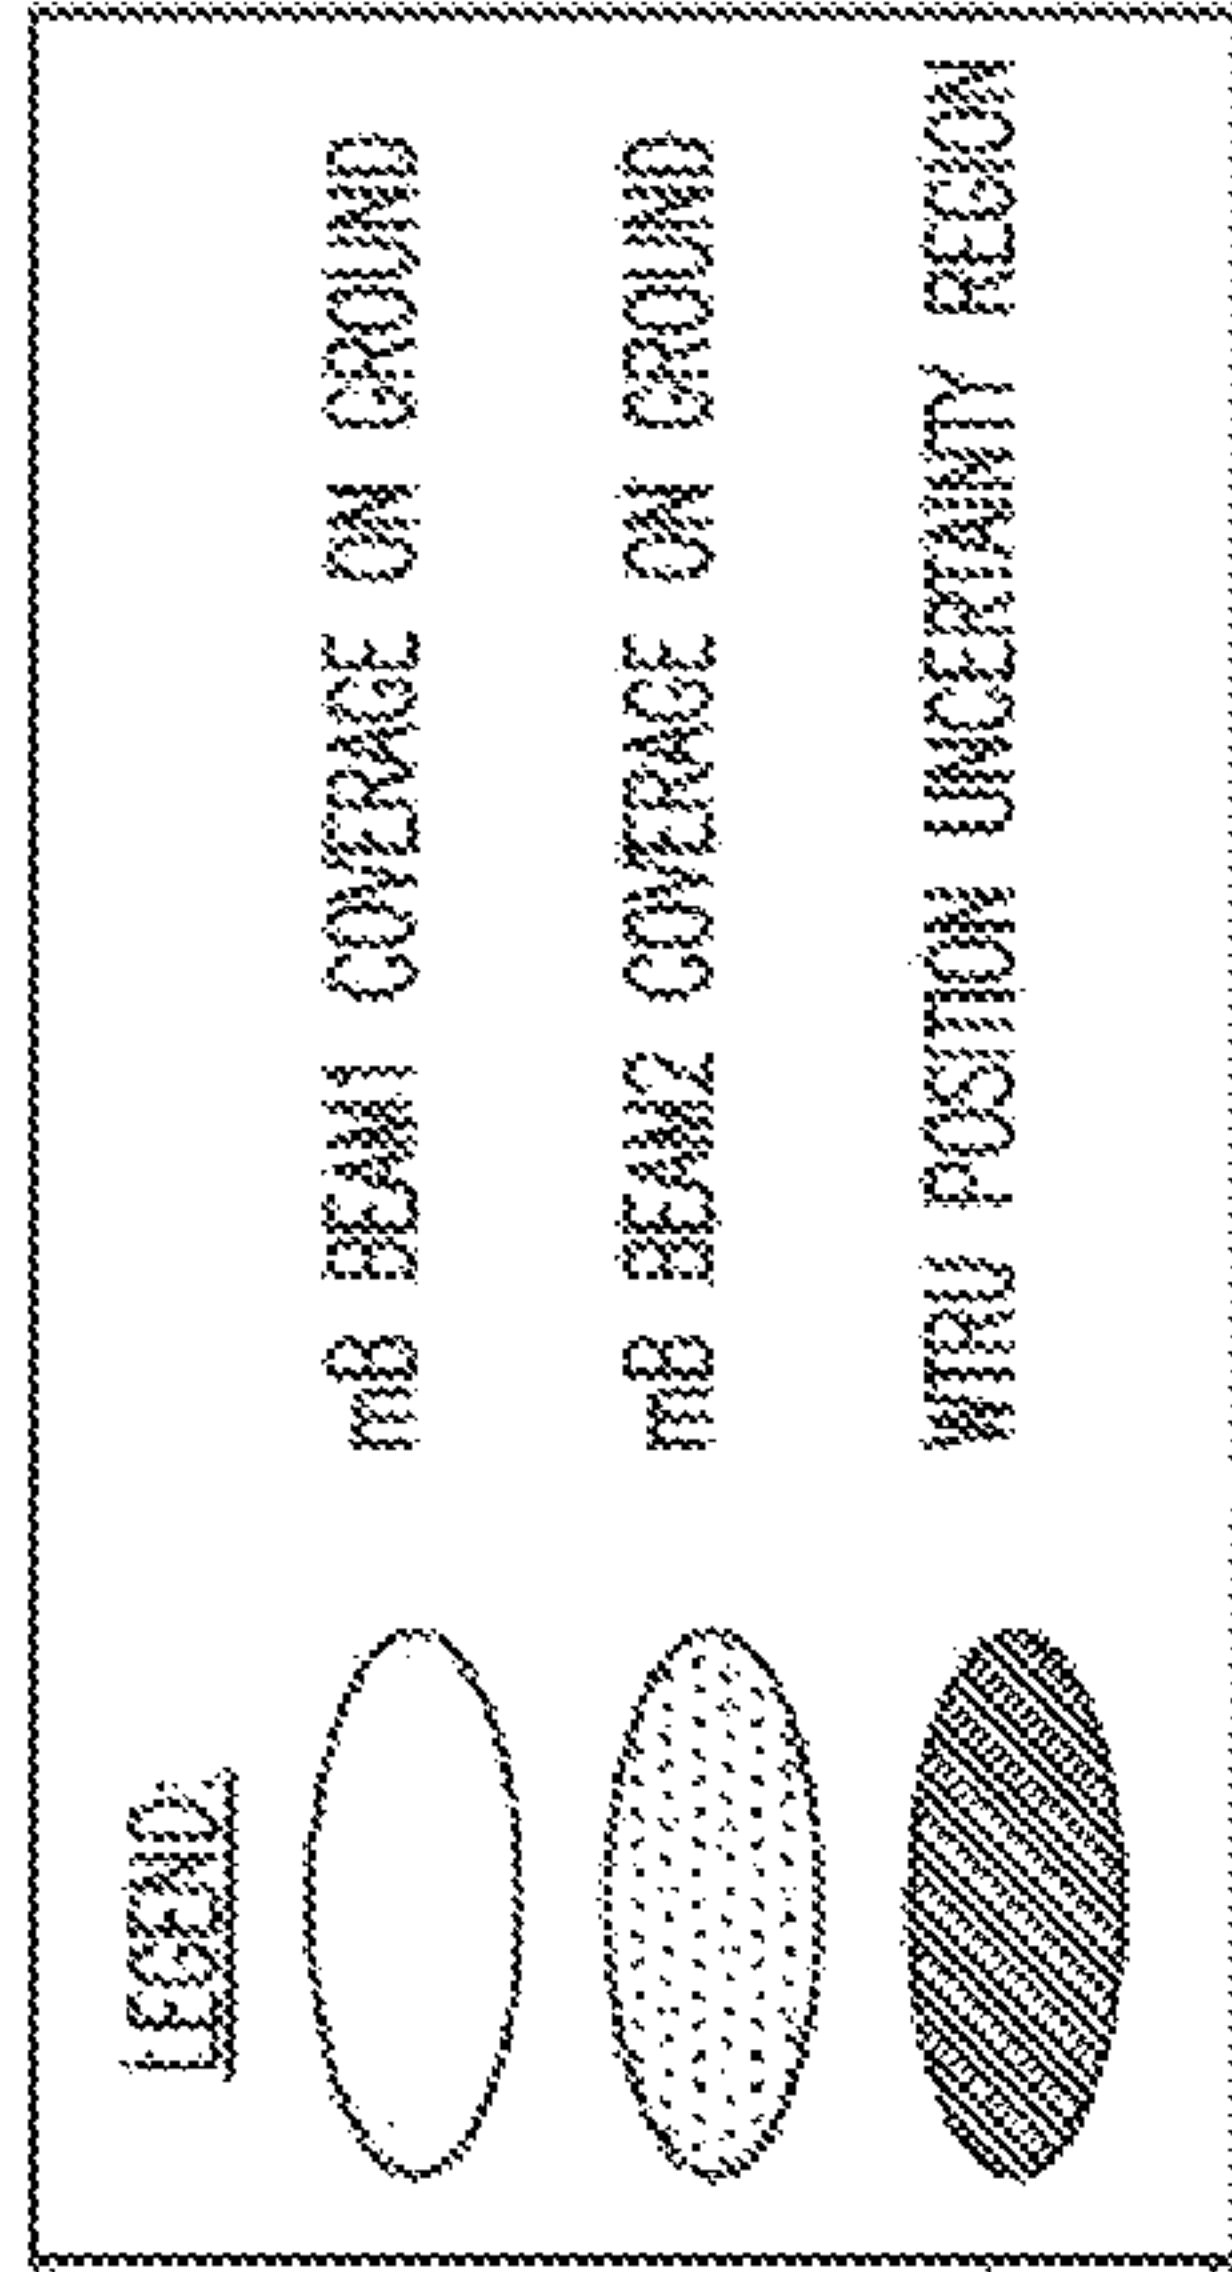 LEGEND:
mB BEAM1 COVERAGE ON GROUND
mB BEAM2 COVERAGE ON GROUND
WTRU POSITION UNCERTAINTY REGION